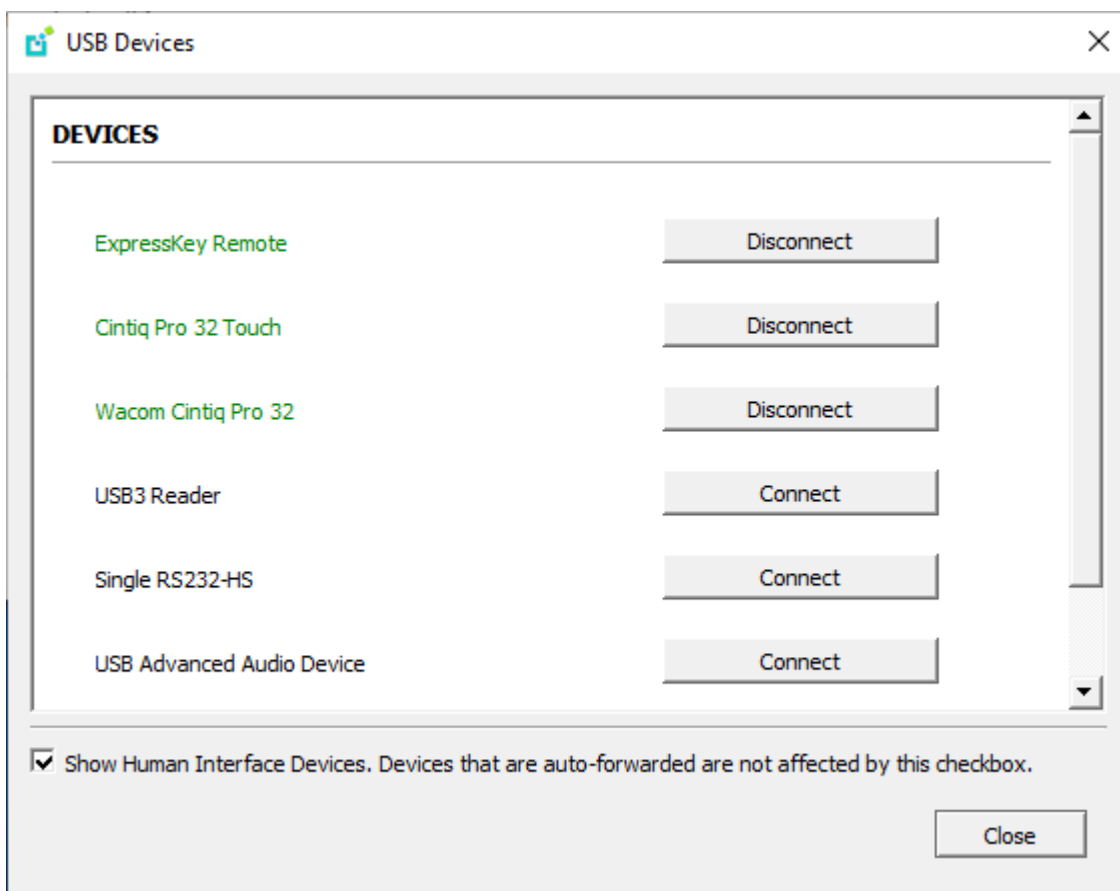 USB Devices
DEVICES
ExpressKey Remote
Disconnect
Cintiq Pro 32 Touch
Disconnect
Wacom Cintiq Pro 32
Disconnect
USB3 Reader
Connect
Single RS232-HS
Connect
USB Advanced Audio Device
Connect
Show Human Interface Devices. Devices that are auto-forwarded are not affected by this checkbox.
Close